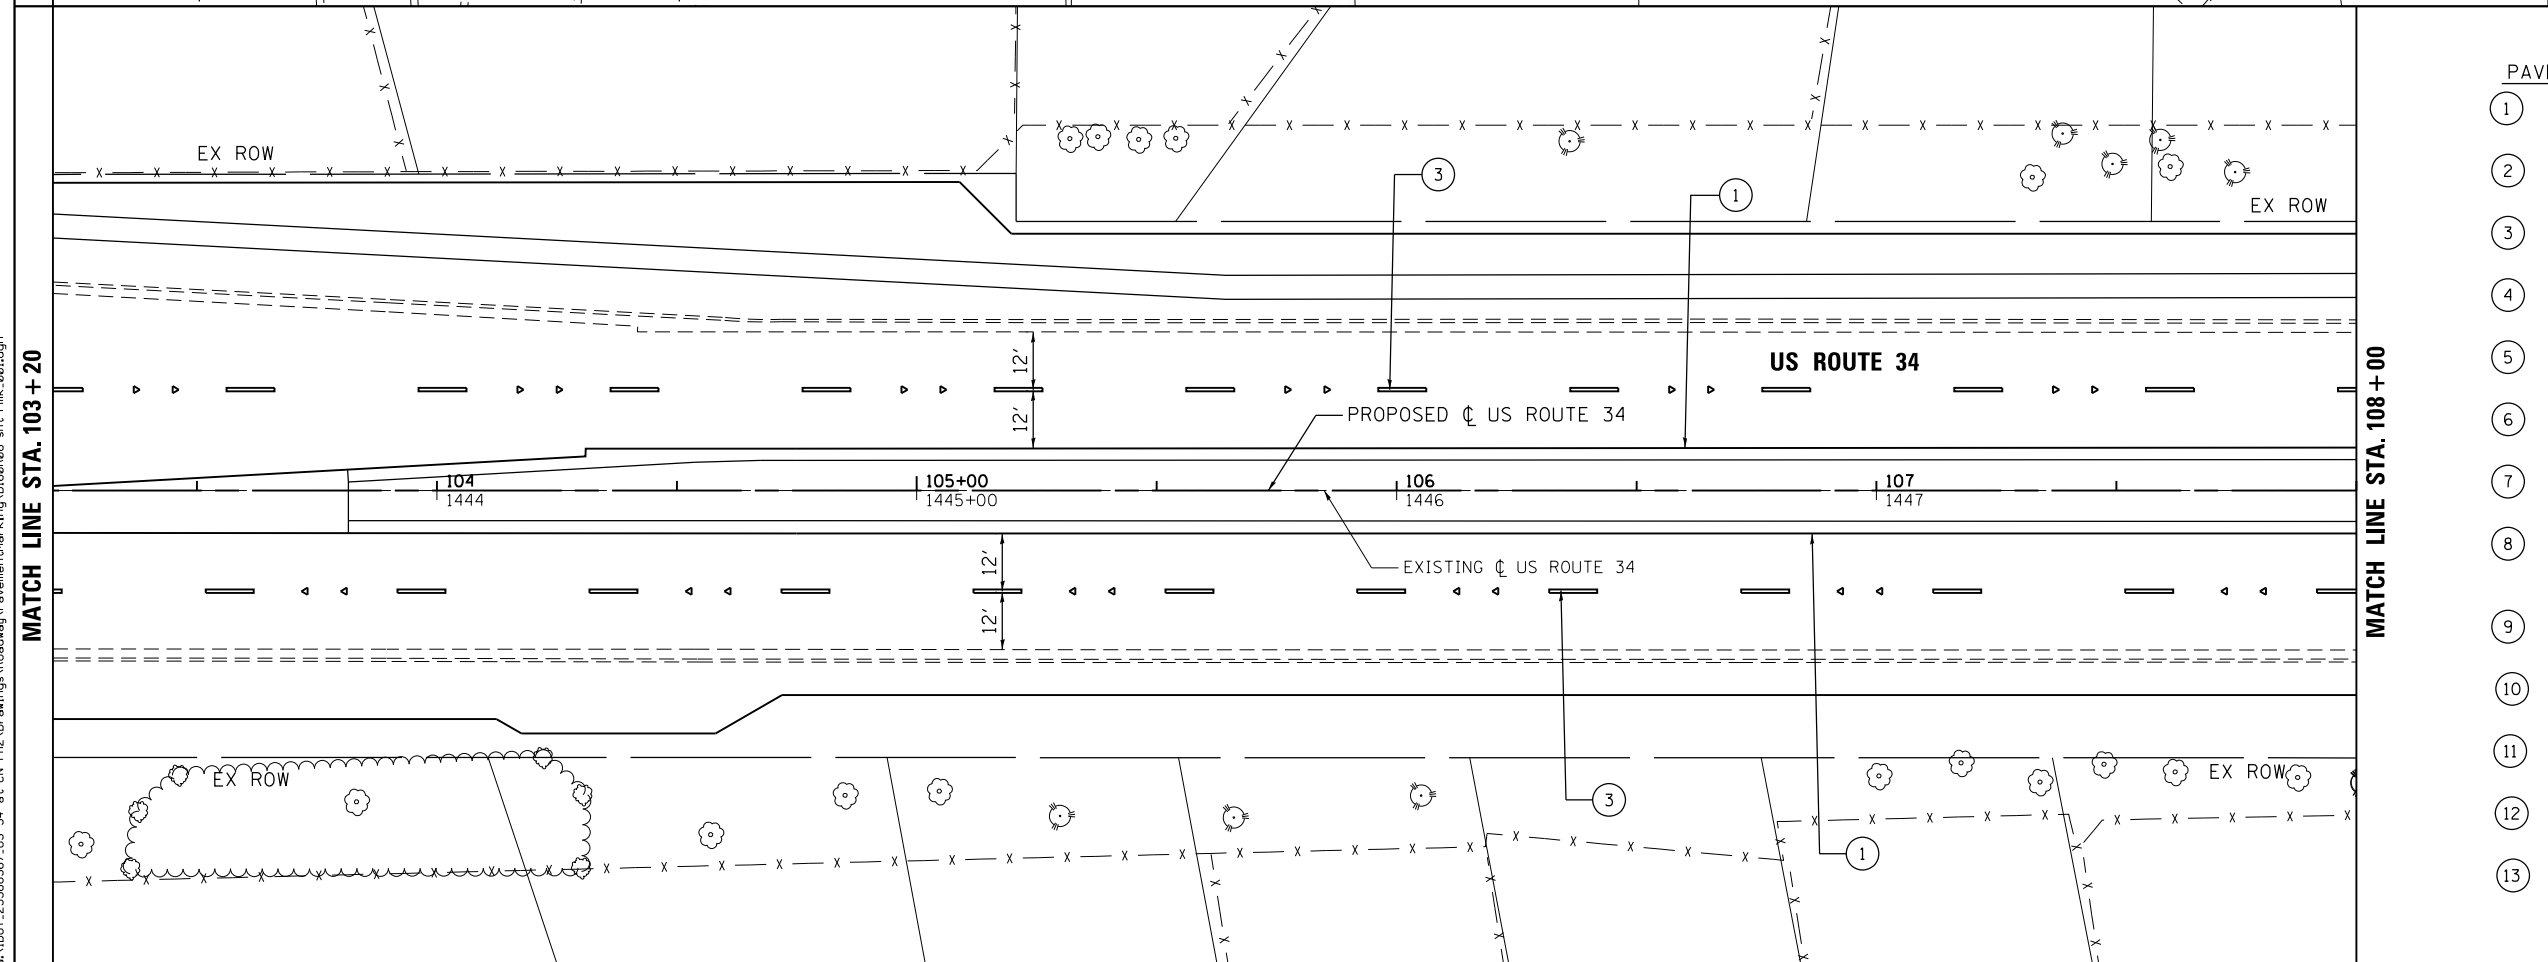 PAV
EX ROW
EX ROW
3
1
12'
12'
US ROUTE 34
PROPOSED ℄ US ROUTE 34
MATCH LINE STA. 103+20
MATCH LINE STA. 108+00
104
105+00
106
107
1444
1445+00
1446
1447
EXISTING ℄ US ROUTE 34
12'
12'
EX ROW
EX ROW
3
1
1
2
3
4
5
6
7
8
9
10
11
12
13